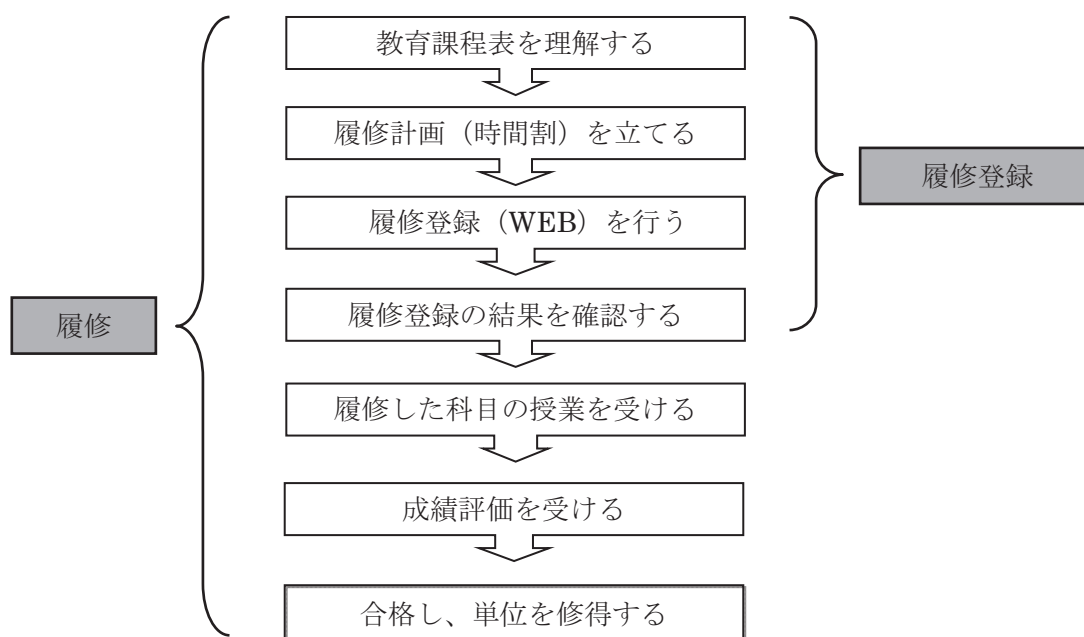 教育課程表を理解する
履修計画（時間割）を立てる
履修登録
履修登録（WEB）を行う
履修登録の結果を確認する
履修
履修した科目の授業を受ける
成績評価を受ける
合格し、単位を修得する